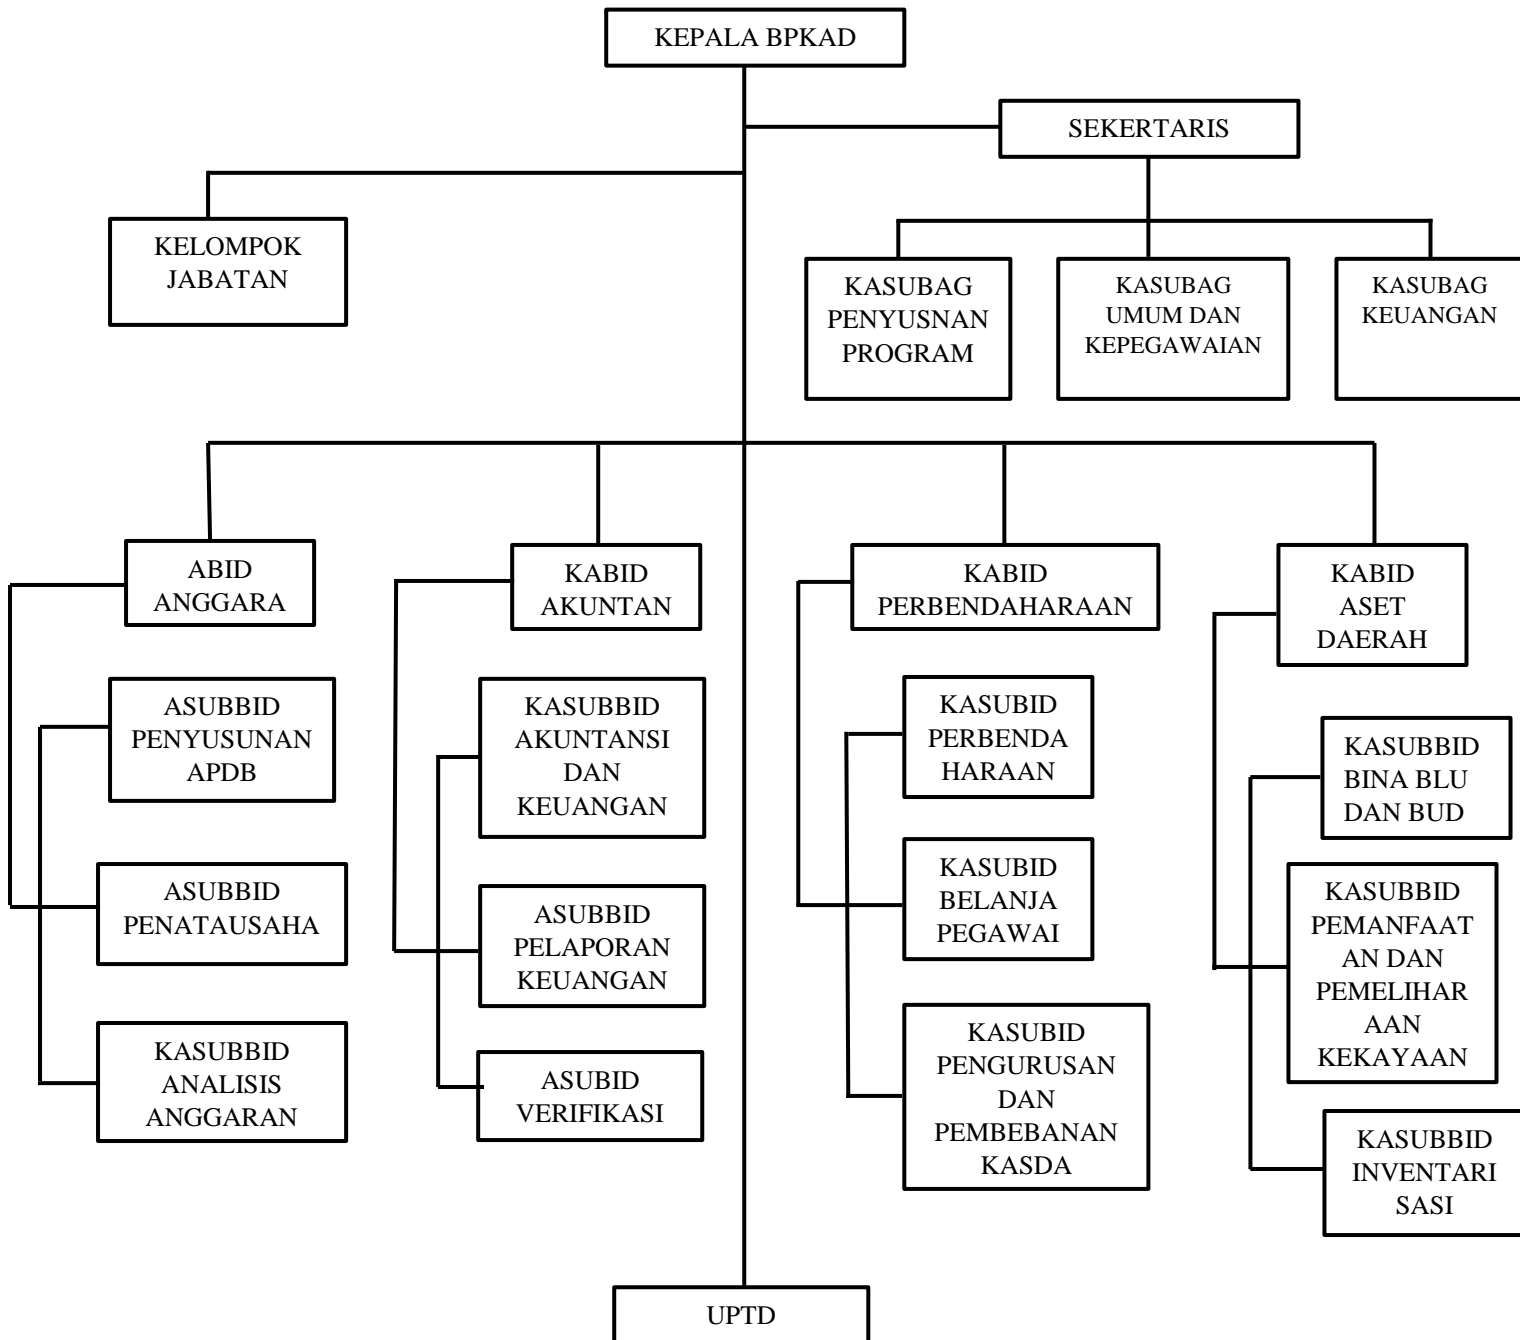 KEPALA BPKAD
SEKERTARIS
KELOMPOK
JABATAN
KASUBAG
PENYUSNAN
PROGRAM
KASUBAG
UMUM DAN
KEPEGAWAIAN
KASUBAG
KEUANGAN
ABID
ANGGARA
KABID
AKUNTAN
KABID
PERBENDAHARAAN
KABID
ASET
DAERAH
ASUBBID
PENYUSUNAN
APDB
ASUBBID
PENATAUSAHA
KASUBBID
ANALISIS
ANGGARAN
KASUBBID
AKUNTANSI
DAN
KEUANGAN
ASUBBID
PELAPORAN
KEUANGAN
ASUBID
VERIFIKASI
KASUBID
PERBENDA
HARAAN
KASUBID
BELANJA
PEGAWAI
KASUBID
PENGURUSAN
DAN
PEMBEBANAN
KASDA
KASUBBID
BINA BLU
DAN BUD
KASUBBID
PEMANFAAT
AN DAN
PEMELIHAR
AAN
KEKAYAAN
KASUBBID
INVENTARI
SASI
UPTD